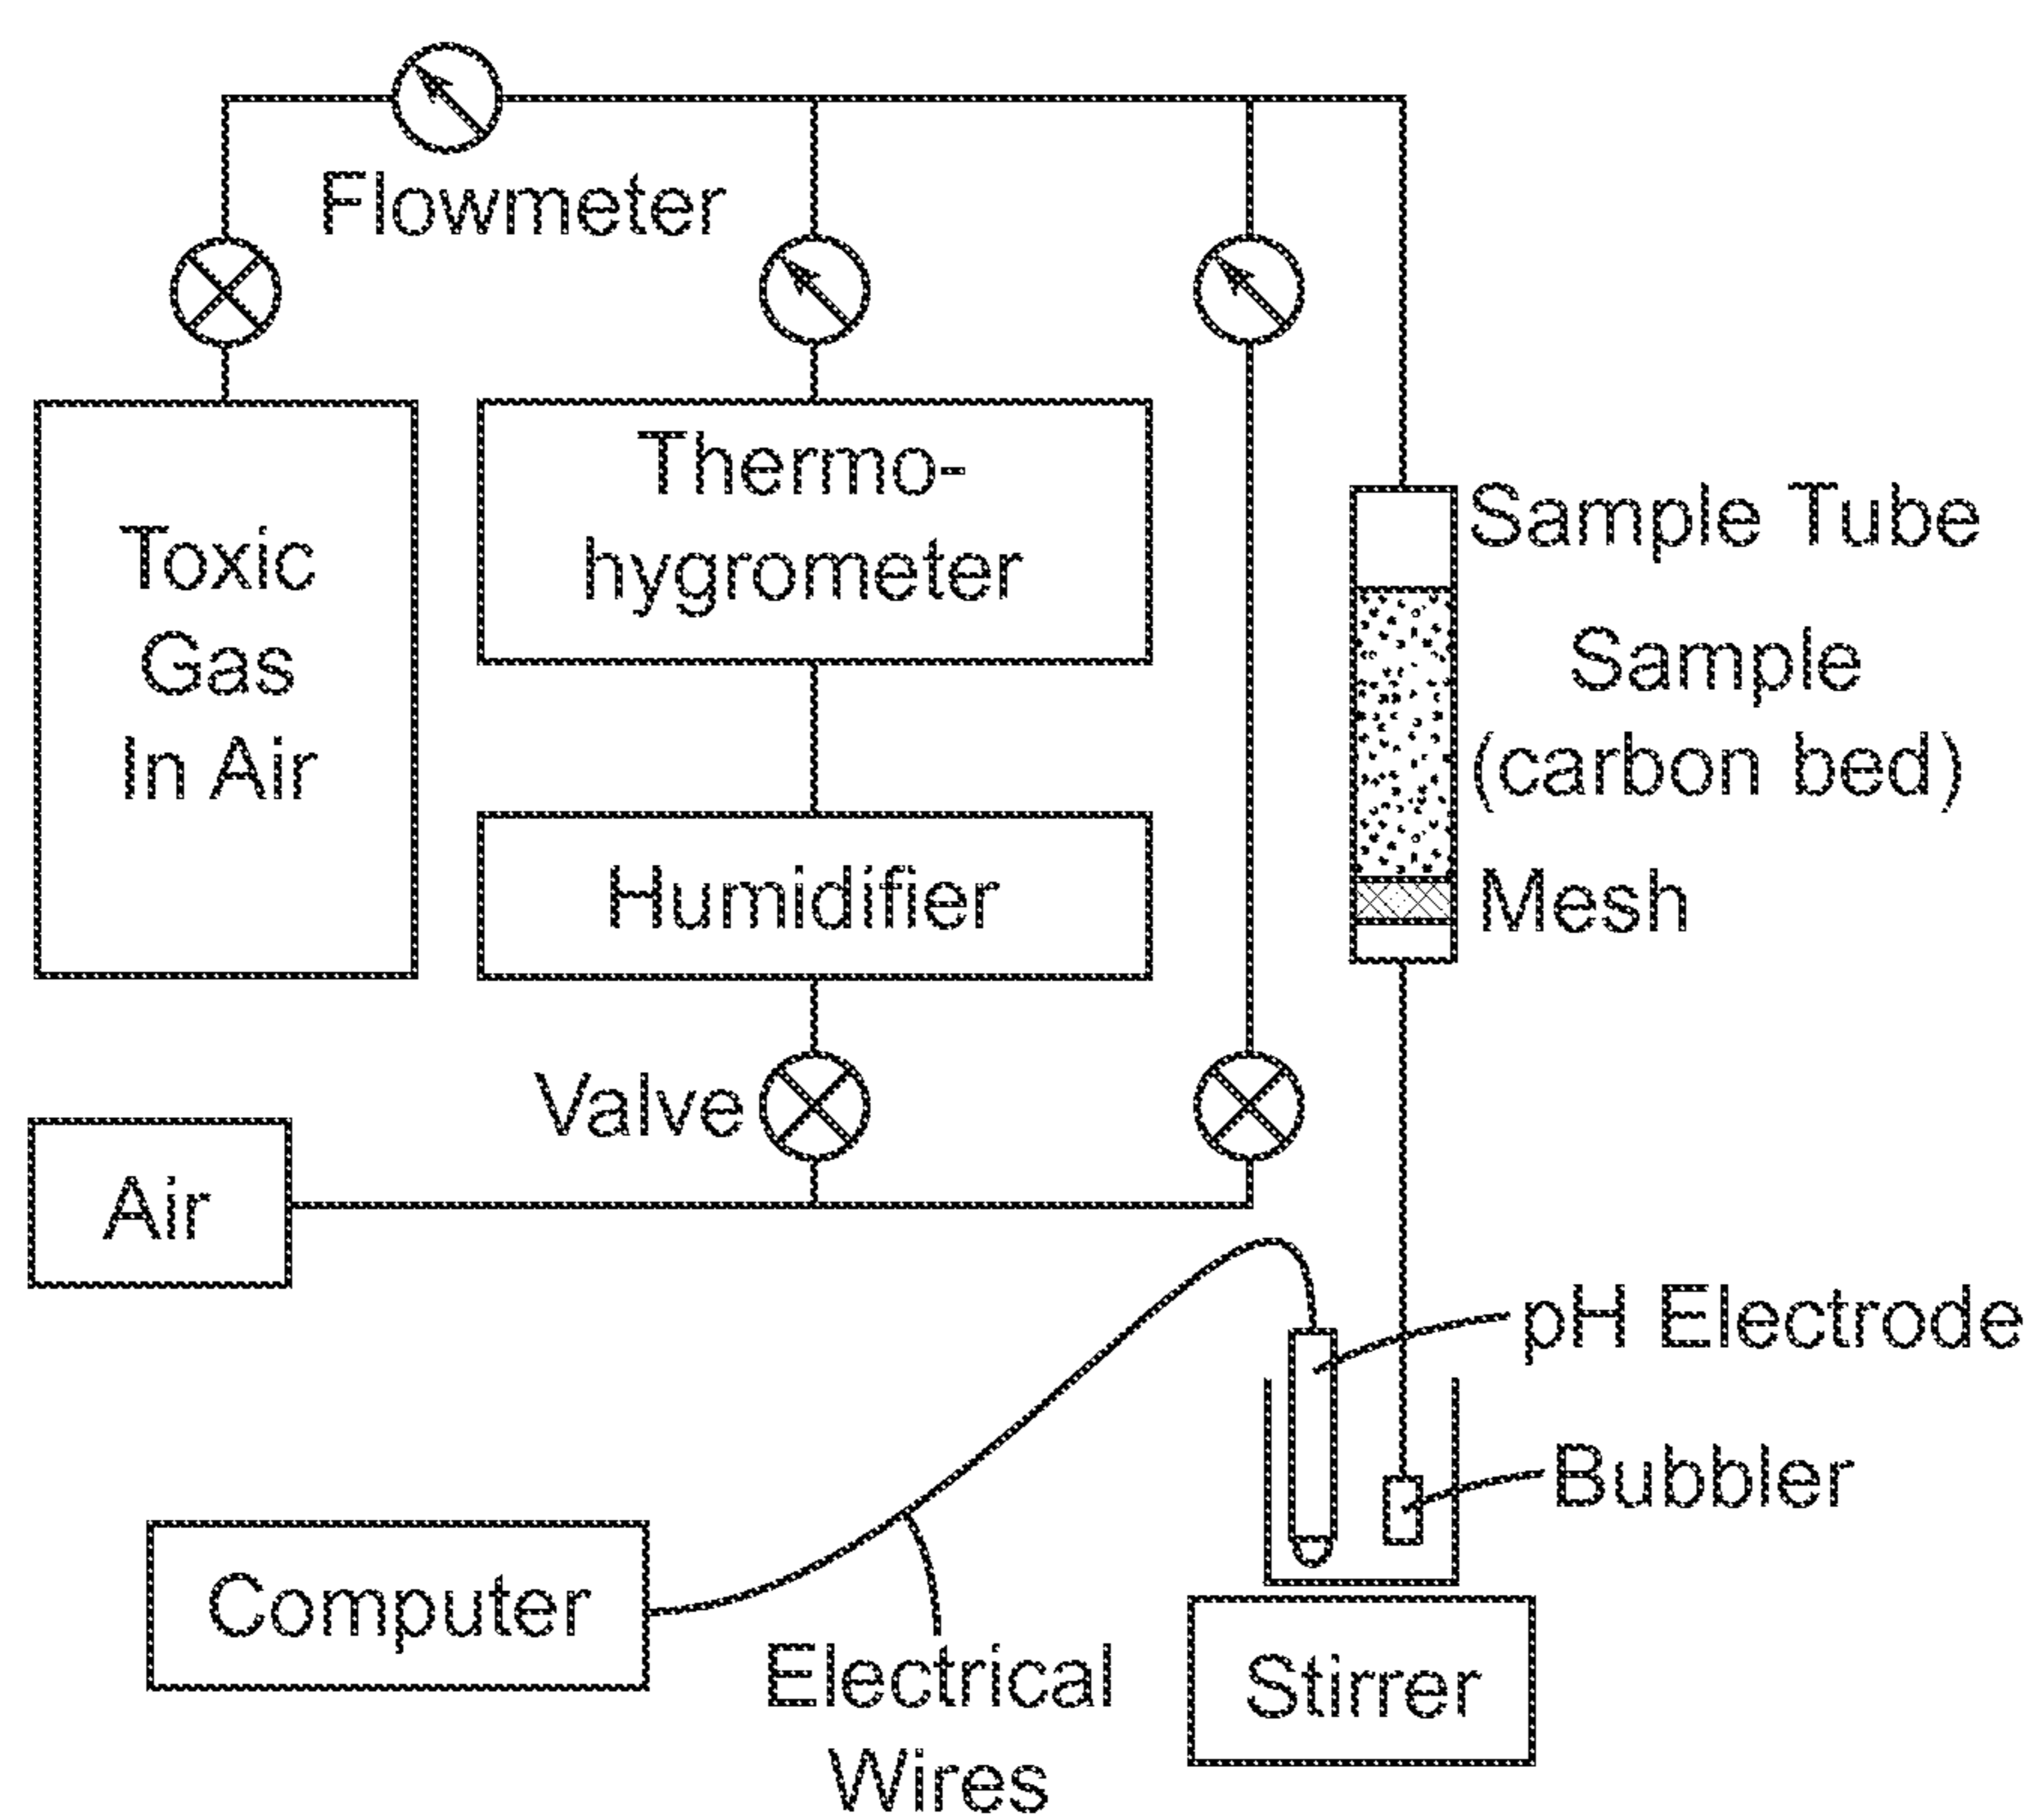 Flowmeter
Toxic
Gas
In Air
Thermo-
hygrometer
Humidifier
Sample Tube
Sample
(carbon bed)
Mesh
Valve
Air
pH Electrode
Bubbler
Computer
Electrical
Wires
Stirrer